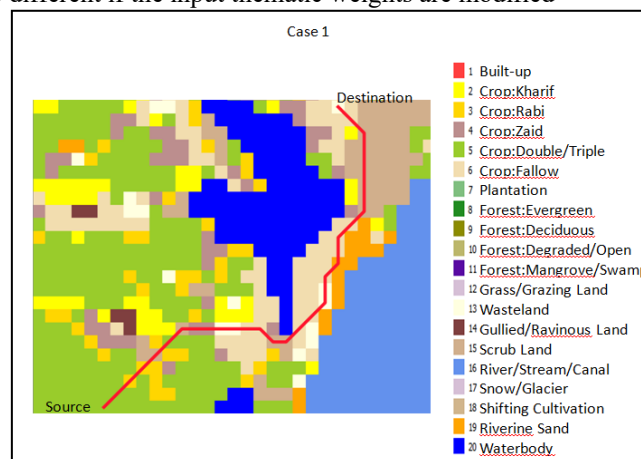 different if the input thematic weights are modified
Case 1
Destination
Source
1 Built-up
2 Crop:Kharif
3 Crop:Rabi
4 Crop:Zaid
5 Crop:Double/Triple
6 Crop:Fallow
7 Plantation
8 Forest:Evergreen
9 Forest:Deciduous
10 Forest:Degraded/Open
11 Forest:Mangrove/Swamp
12 Grass/Grazing Land
13 Wasteland
14 Gullied/Ravinous Land
15 Scrub Land
16 River/Stream/Canal
17 Snow/Glacier
18 Shifting Cultivation
19 Riverine Sand
20 Waterbody